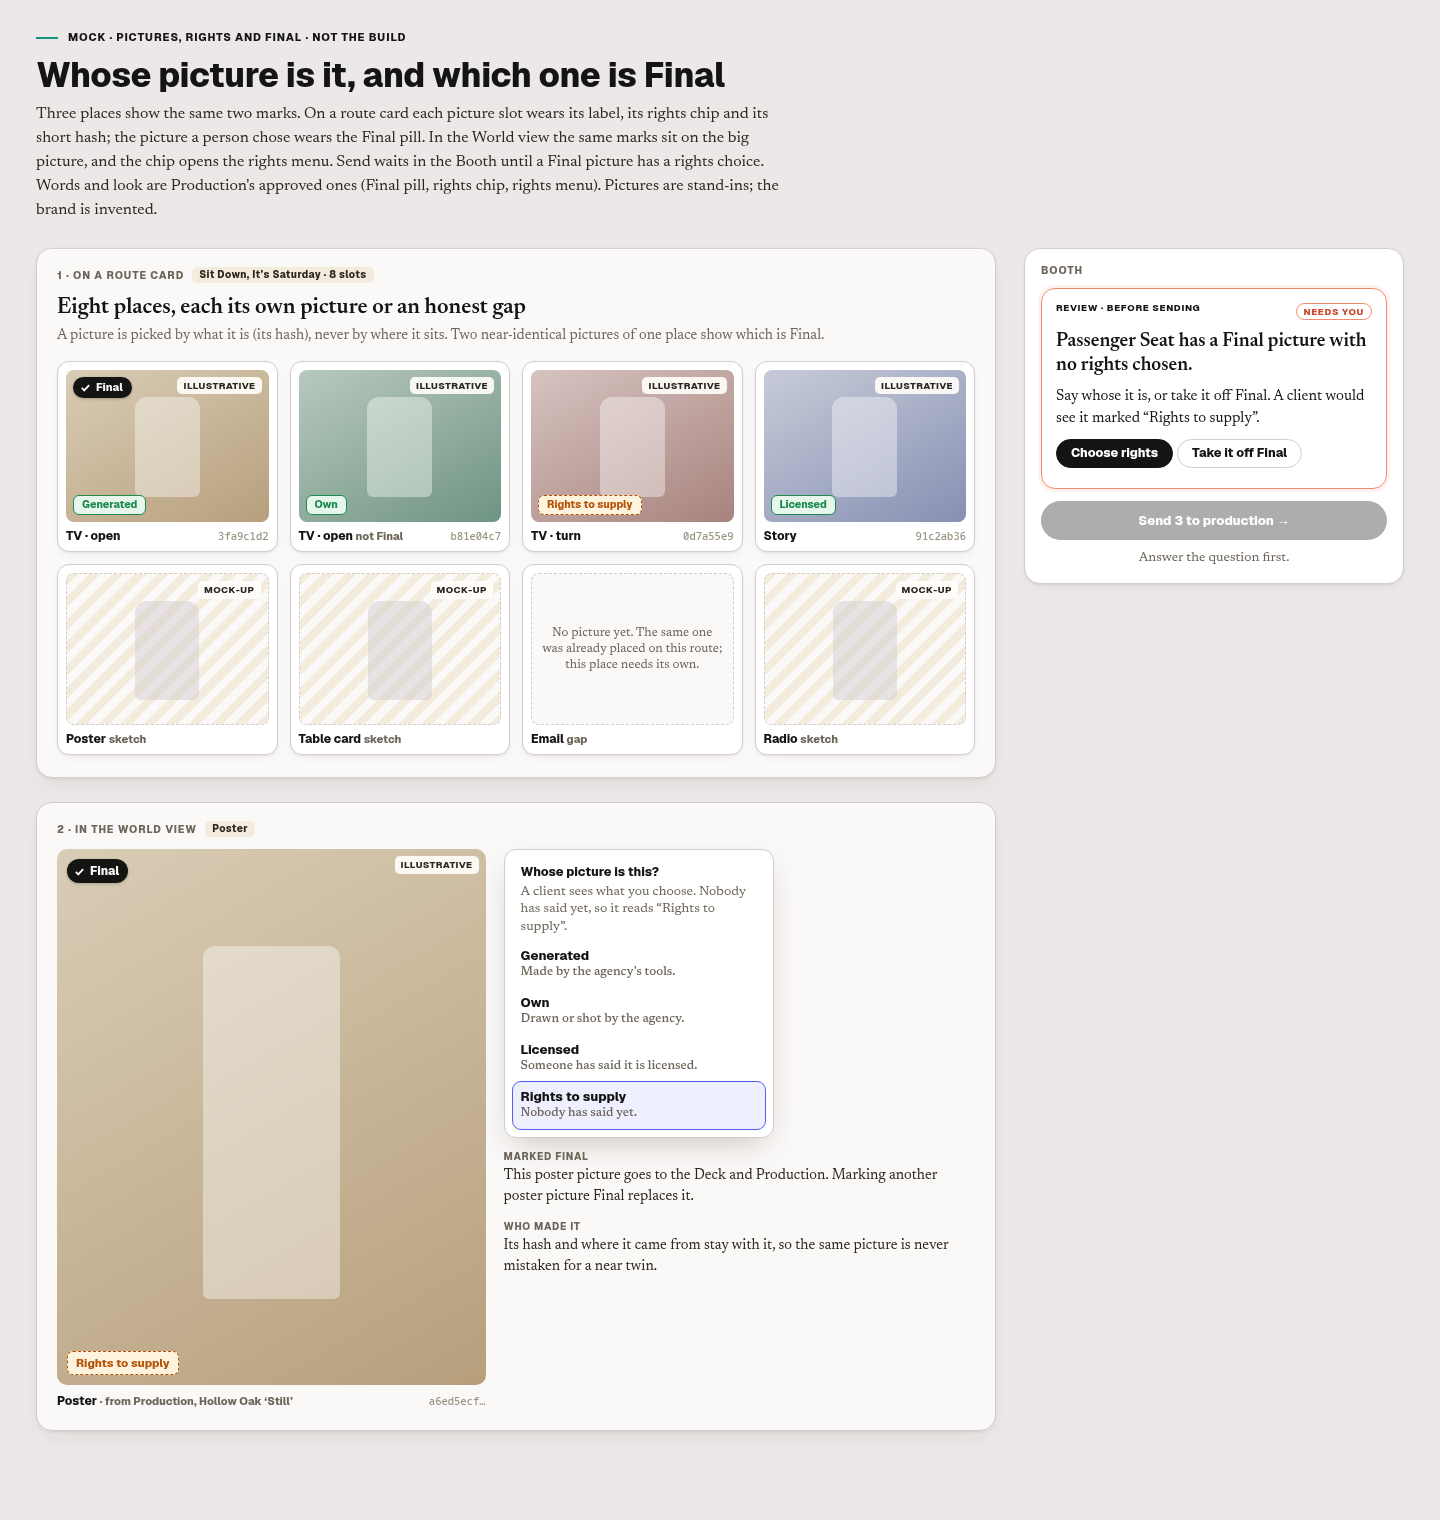 MOCK · PICTURES, RIGHTS AND FINAL · NOT THE BUILD
Whose picture is it, and which one is Final
Three places show the same two marks. On a route card each picture slot wears its label, its rights chip and its
short hash; the picture a person chose wears the Final pill. In the World view the same marks sit on the big
picture, and the chip opens the rights menu. Send waits in the Booth until a Final picture has a rights choice.
Words and look are Production's approved ones (Final pill, rights chip, rights menu). Pictures are stand-ins; the
brand is invented.
1 · ON A ROUTE CARD Sit Down, It’s Saturday · 8 slots
Eight places, each its own picture or an honest gap
A picture is picked by what it is (its hash), never by where it sits. Two near-identical pictures of one place show which is Final.
✓ Final ILLUSTRATIVE
Generated
TV · open 3fa9c1d2
ILLUSTRATIVE
Own
TV · open not Final b81e04c7
ILLUSTRATIVE
Rights to supply
TV · turn 0d7a55e9
ILLUSTRATIVE
Licensed
Story 91c2ab36
MOCK-UP
Poster sketch
MOCK-UP
Table card sketch
No picture yet. The same one
was already placed on this route;
this place needs its own.
Email gap
MOCK-UP
Radio sketch
BOOTH
REVIEW · BEFORE SENDING NEEDS YOU
Passenger Seat has a Final picture with
no rights chosen.
Say whose it is, or take it off Final. A client would
see it marked “Rights to supply”.
Choose rights Take it off Final
Send 3 to production →
Answer the question first.
2 · IN THE WORLD VIEW Poster
✓ Final ILLUSTRATIVE
Rights to supply
Poster · from Production, Hollow Oak ‘Still’ a6ed5ecf…
Whose picture is this?
A client sees what you choose. Nobody
has said yet, so it reads “Rights to
supply”.
Generated
Made by the agency’s tools.
Own
Drawn or shot by the agency.
Licensed
Someone has said it is licensed.
Rights to supply
Nobody has said yet.
MARKED FINAL
This poster picture goes to the Deck and Production. Marking another
poster picture Final replaces it.
WHO MADE IT
Its hash and where it came from stay with it, so the same picture is never
mistaken for a near twin.